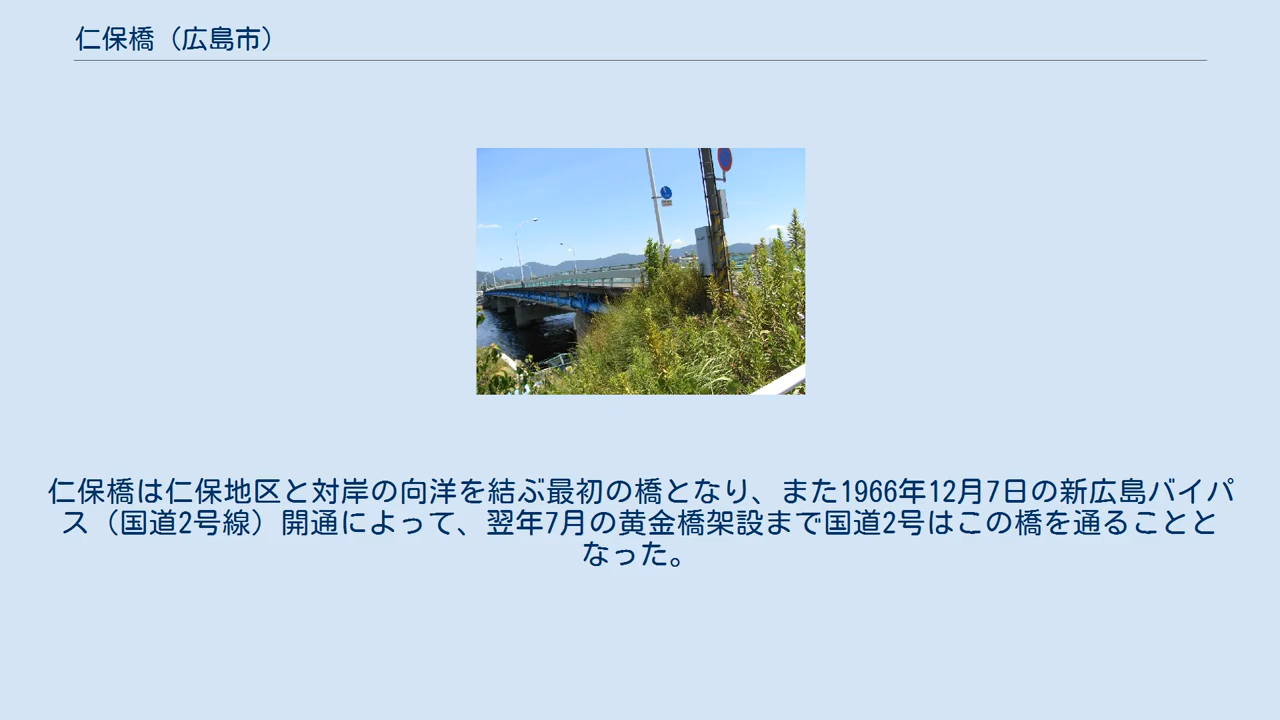 仁保橋（広島市）
仁保橋は仁保地区と対岸の向洋を結ぶ最初の橋となり、また1966年12月7日の新広島バイパ
ス（国道2号線）開通によって、翌年7月の黄金橋架設まで国道2号はこの橋を通ることと
なった。